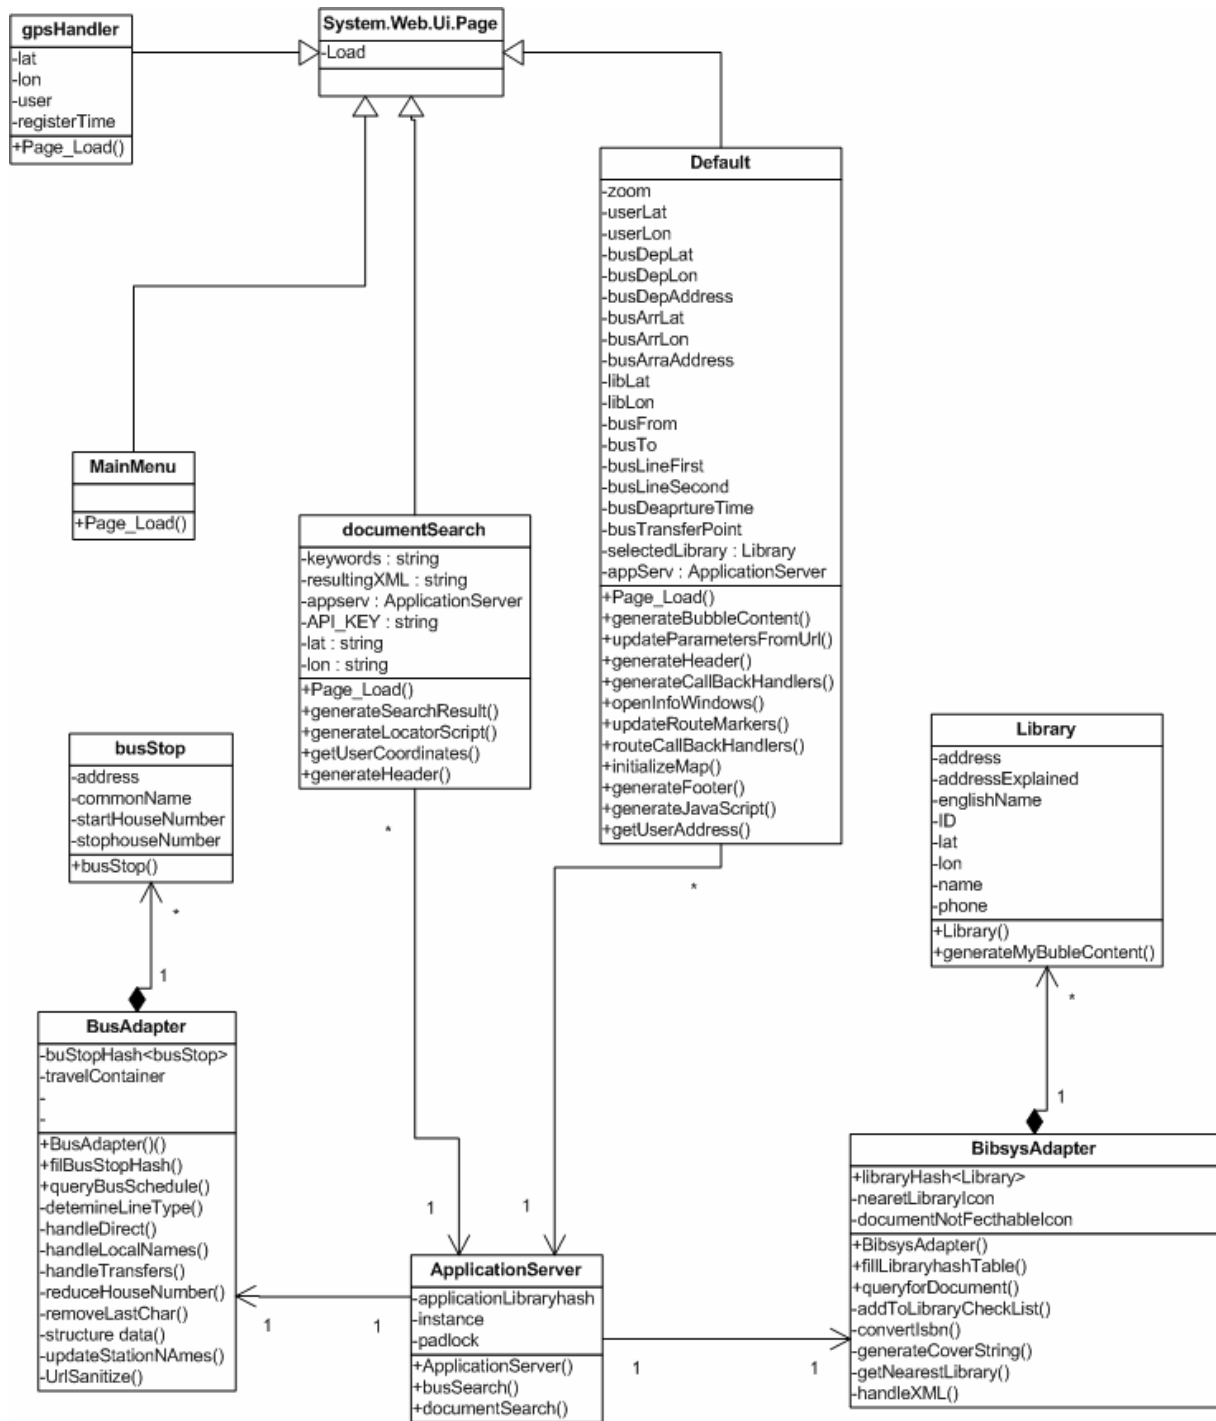 gpsHandler
-lat
-lon
-user
-registerTime
+Page_Load()
System.Web.Ui.Page
-Load
Default
-zoom
-userLat
-userLon
-busDepLat
-busDepLon
-busDepAddress
-busArrLat
-busArrLon
-busArraAddress
-libLat
-libLon
-busFrom
-busTo
-busLineFirst
-busLineSecond
-busDeaprtureTime
-busTransferPoint
-selectedLibrary : Library
-appServ : ApplicationServer
+Page_Load()
+generateBubbleContent()
+updateParametersFromUrl()
+generateHeader()
+generateCallBackHandlers()
+openInfoWindows()
+updateRouteMarkers()
+routeCallBackHandlers()
+initializeMap()
+generateFooter()
+generateJavaScript()
+getUserAddress()
MainMenu
+Page_Load()
documentSearch
-keywords : string
-resultingXML : string
-appserv : ApplicationServer
-API_KEY : string
-lat : string
-lon : string
+Page_Load()
+generateSearchResult()
+generateLocatorScript()
+getUserCoordinates()
+generateHeader()
busStop
-address
-commonName
-startHouseNumber
-stophouseNumber
+busStop()
Library
-address
-addressExplained
-englishName
-ID
-lat
-lon
-name
-phone
+Library()
+generateMyBubleContent()
*
*
*
1
*
1
BusAdapter
-buStopHash<busStop>
-travelContainer
-
-
+BusAdapter()()
+filBusStopHash()
+queryBusSchedule()
-detemineLineType()
-handleDirect()
-handleLocalNames()
-handleTransfers()
-reduceHouseNumber()
-removeLastChar()
-structure data()
-updateStationNAmes()
-UrlSanitize()
1
1
ApplicationServer
-applicationLibraryhash
-instance
-padlock
+ApplicationServer()
+busSearch()
+documentSearch()
1
1
1
1
BibsysAdapter
+libraryHash<Library>
-nearetLibraryIcon
-documentNotFecthableIcon
+BibsysAdapter()
+fillLibraryhashTable()
+queryforDocument()
-addToLibraryCheckList()
-convertIsbn()
-generateCoverString()
-getNearestLibrary()
-handleXML()